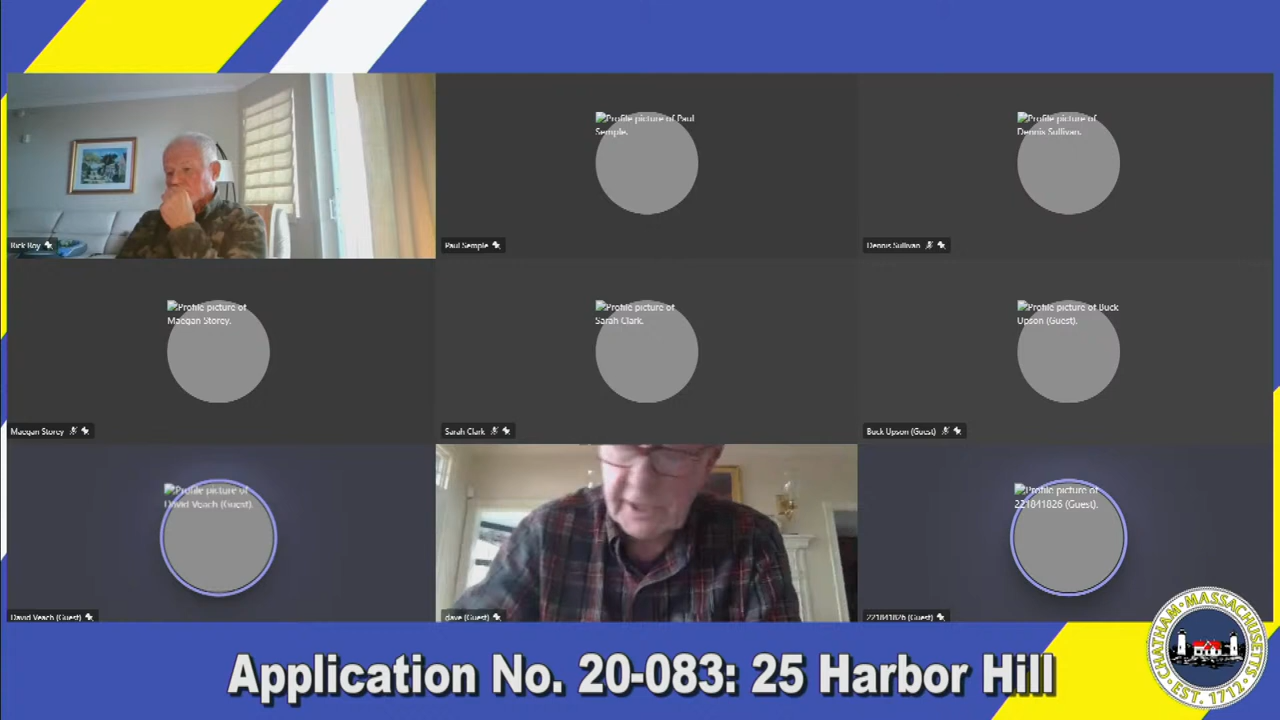 Profile picture of Paul
Semple.
Profile picture of
Dennis Sullivan.
Rick Roy
Paul Semple
Dennis Sullivan
Profile picture of
Maegan Storey.
Profile picture of
Sarah Clark.
Profile picture of Buck
Upson (Guest).
Maegan Storey
Sarah Clark
Buck Upson (Guest)
Profile picture of
David Veach (Guest).
Profile picture of
221841826 (Guest).
David Veach (Guest)
dave (Guest)
221841826 (Guest)
CHATHAM · MASSACHUSETTS
EST. 1712
Application No. 20-083: 25 Harbor Hill